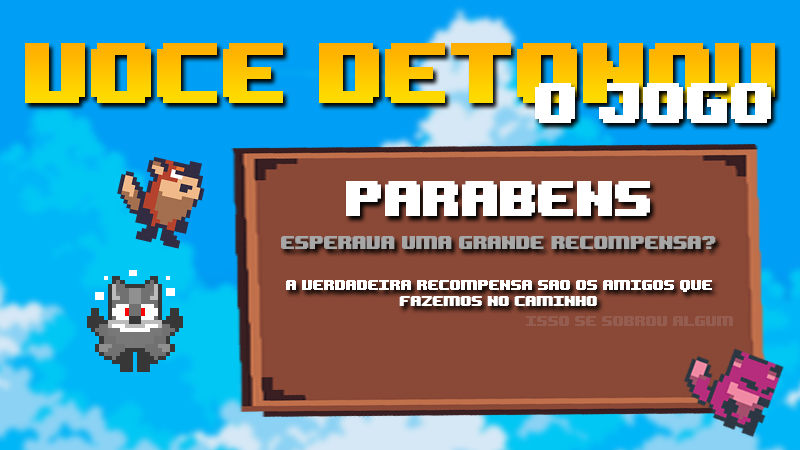 VOCE DETONOU
O JOGO
PARABENS
ESPERAVA UMA GRANDE RECOMPENSA?
A VERDADEIRA RECOMPENSA SAO OS AMIGOS QUE
FAZEMOS NO CAMINHO
ISSO SE SOBROU ALGUM